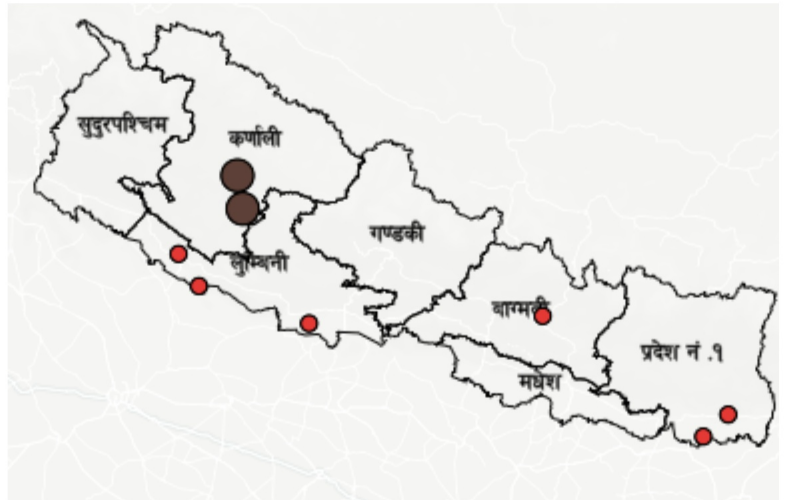 सुदुरपश्चिम
कर्णाली
गण्डकी
लुम्बिनी
बाग्मती
प्रदेश नं .१
मधेश